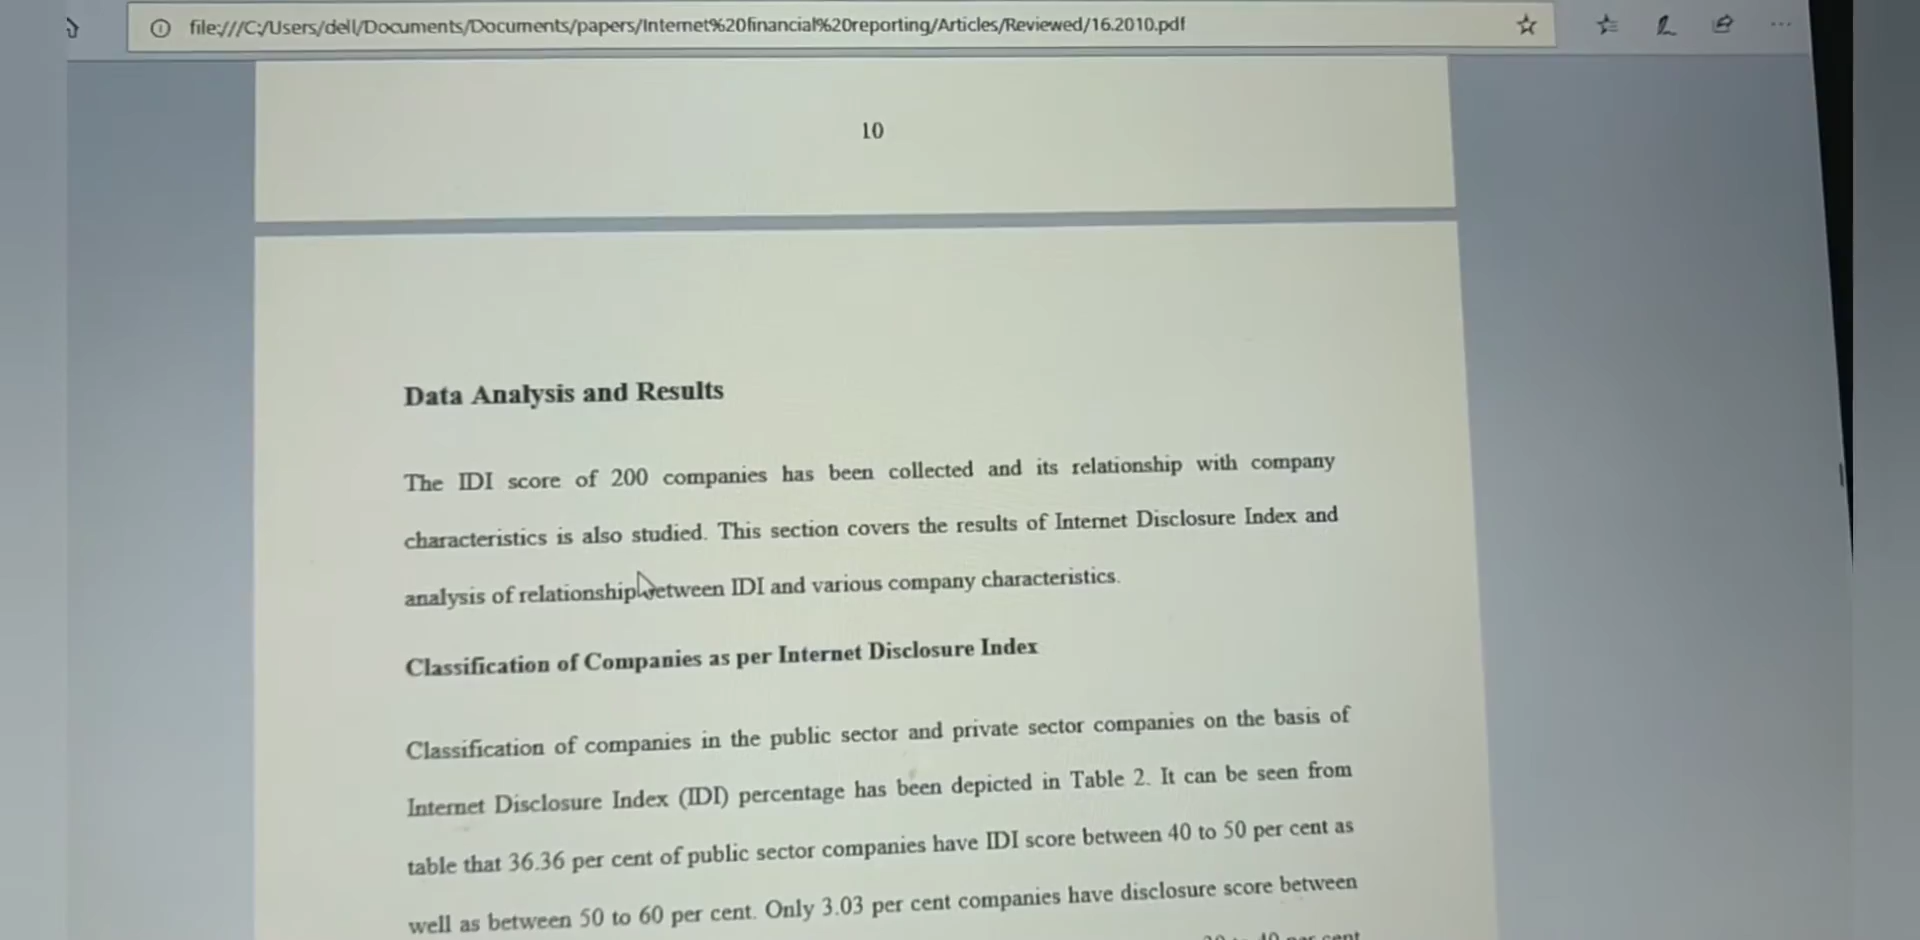 file:///C:/Users/dell/Documents/Documents/papers/Internet%20financial%20reporting/Articles/Reviewed/16.2010.pdf
10
Data Analysis and Results
The IDI score of 200 companies has been collected and its relationship with company
characteristics is also studied. This section covers the results of Internet Disclosure Index and
analysis of relationship between IDI and various company characteristics.
Classification of Companies as per Internet Disclosure Index
Classification of companies in the public sector and private sector companies on the basis of
Internet Disclosure Index (IDI) percentage has been depicted in Table 2. It can be seen from
table that 36.36 per cent of public sector companies have IDI score between 40 to 50 per cent as
well as between 50 to 60 per cent. Only 3.03 per cent companies have disclosure score between
40 per cent